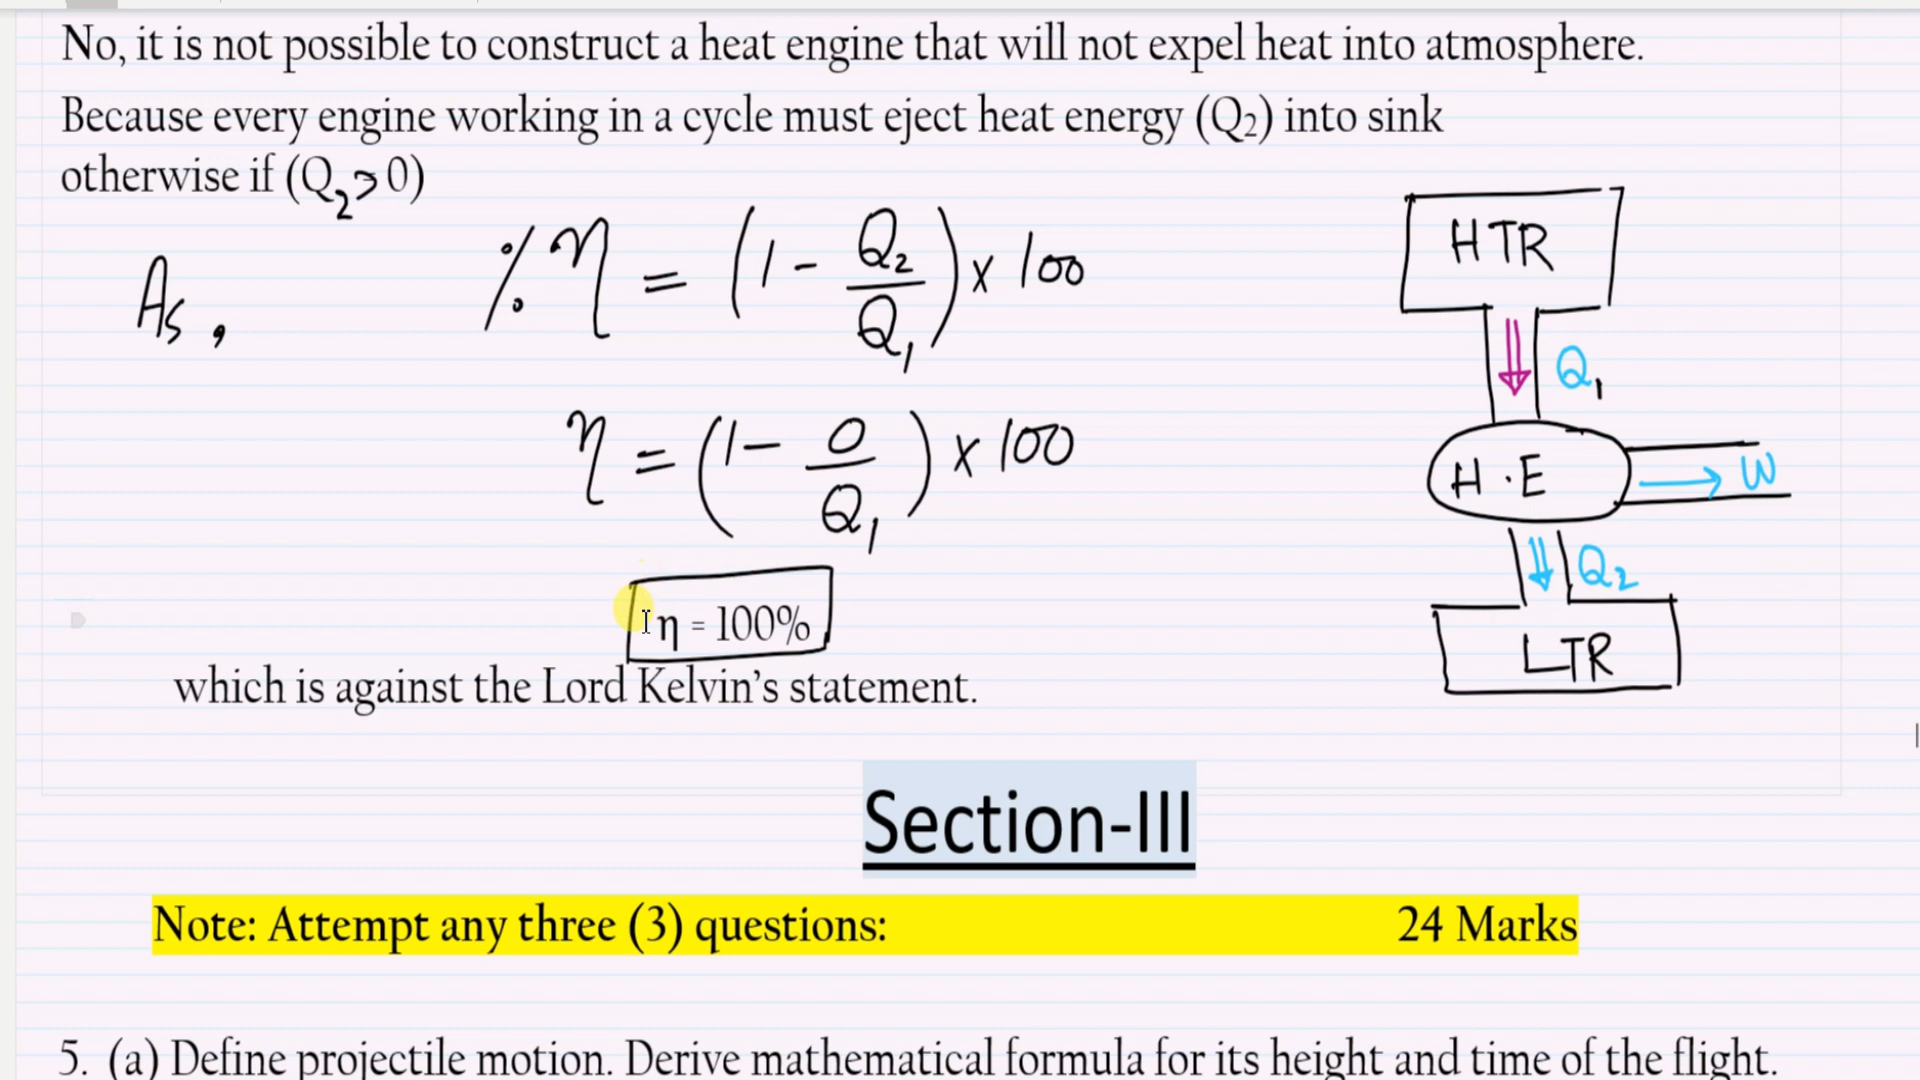 No, it is not possible to construct a heat engine that will not expel heat into atmosphere.
Because every engine working in a cycle must eject heat energy (Q₂) into sink
otherwise if (Q₂ > 0)
As, % η = (1 - Q₂/Q₁) × 100
η = (1 - 0/Q₁) × 100
η = 100%
which is against the Lord Kelvin's statement.
HTR
Q₁
H.E → W
Q₂
LTR
Section-III
Note: Attempt any three (3) questions: 24 Marks
5. (a) Define projectile motion. Derive mathematical formula for its height and time of the flight.